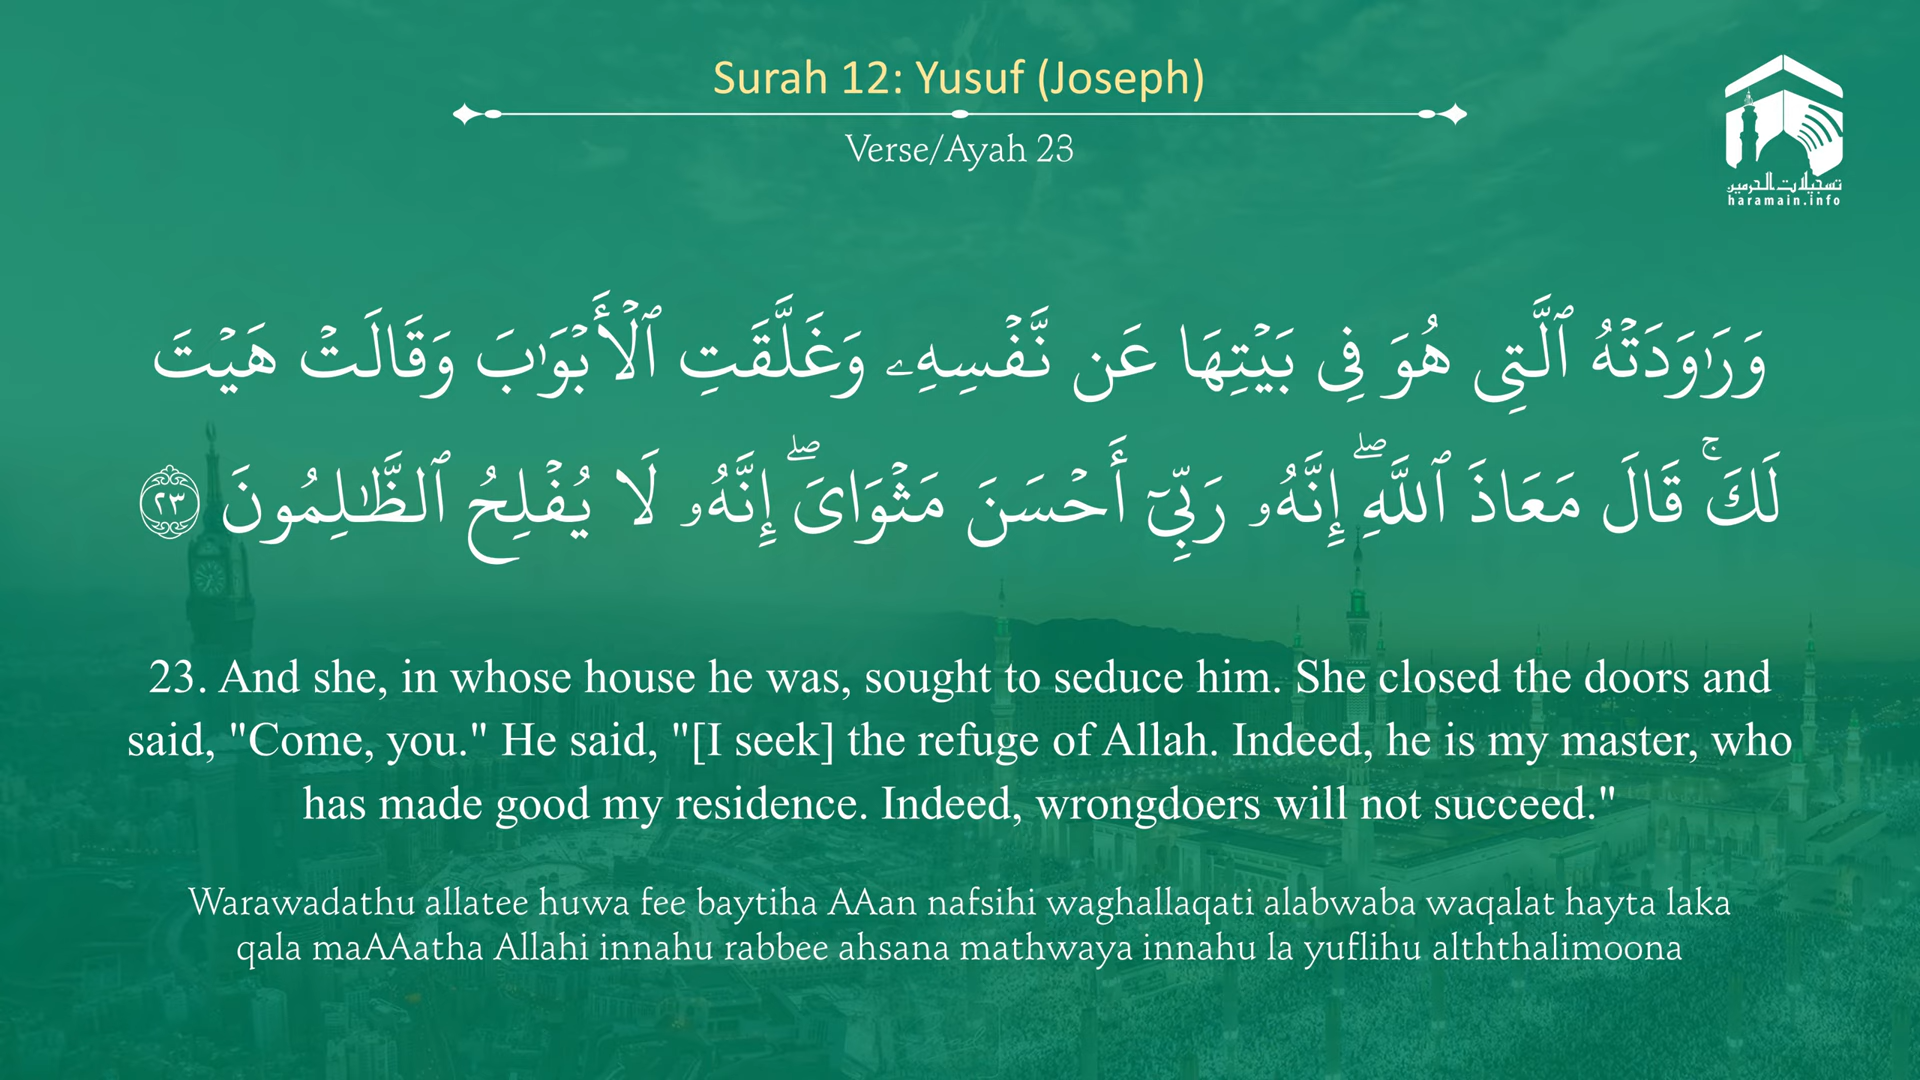 Surah 12: Yusuf (Joseph)
Verse/Ayah 23
تسجيلات الحرمين
haramain.info
وَرَٰوَدَتْهُ ٱلَّتِى هُوَ فِى بَيْتِهَا عَن نَّفْسِهِۦ وَغَلَّقَتِ ٱلْأَبْوَٰبَ وَقَالَتْ هَيْتَ
لَكَ ۚ قَالَ مَعَاذَ ٱللَّهِ ۖ إِنَّهُۥ رَبِّىٓ أَحْسَنَ مَثْوَاىَ ۖ إِنَّهُۥ لَا يُفْلِحُ ٱلظَّـٰلِمُونَ ٢٣
23. And she, in whose house he was, sought to seduce him. She closed the doors and
said, "Come, you." He said, "[I seek] the refuge of Allah. Indeed, he is my master, who
has made good my residence. Indeed, wrongdoers will not succeed."
Warawadathu allatee huwa fee baytiha AAan nafsihi waghallaqati alabwaba waqalat hayta laka
qala maAAatha Allahi innahu rabbee ahsana mathwaya innahu la yuflihu alththalimoona